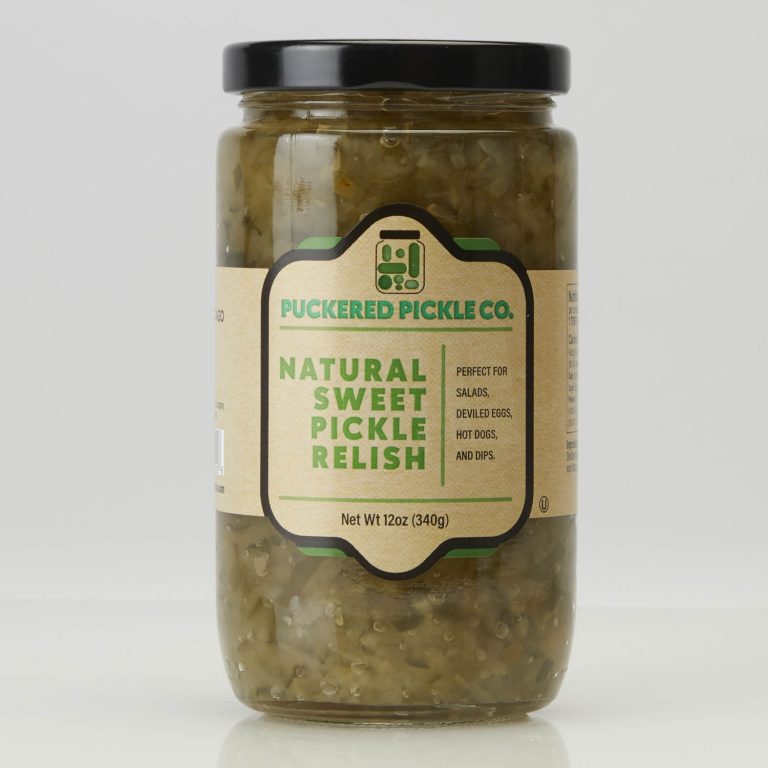 PUCKERED PICKLE CO.
NATURAL
SWEET
PICKLE
RELISH
PERFECT FOR
SALADS,
DEVILED EGGS,
HOT DOGS,
AND DIPS.
Net Wt 12oz (340g)
U